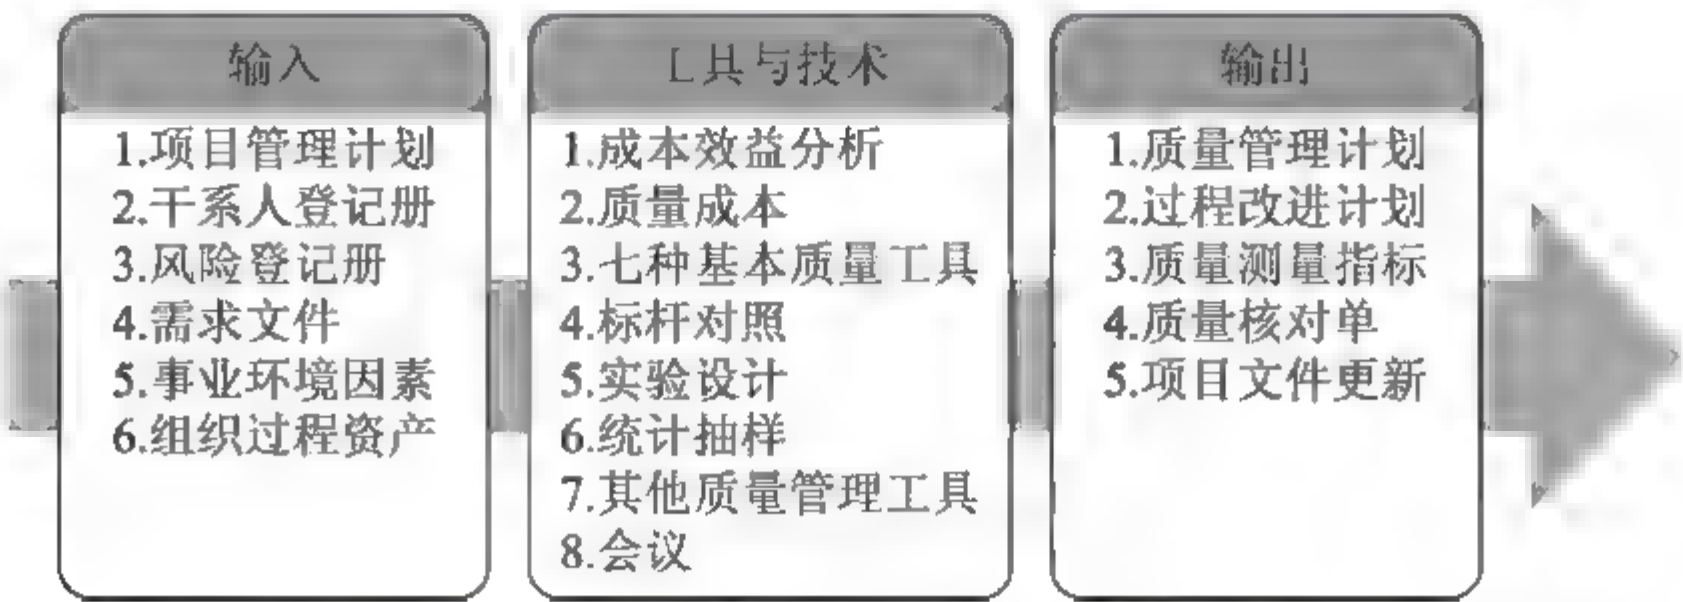 输入
1.项目管理计划
2.干系人登记册
3.风险登记册
4.需求文件
5.事业环境因素
6.组织过程资产
工具与技术
1.成本效益分析
2.质量成本
3.七种基本质量工具
4.标杆对照
5.实验设计
6.统计抽样
7.其他质量管理工具
8.会议
输出
1.质量管理计划
2.过程改进计划
3.质量测量指标
4.质量核对单
5.项目文件更新